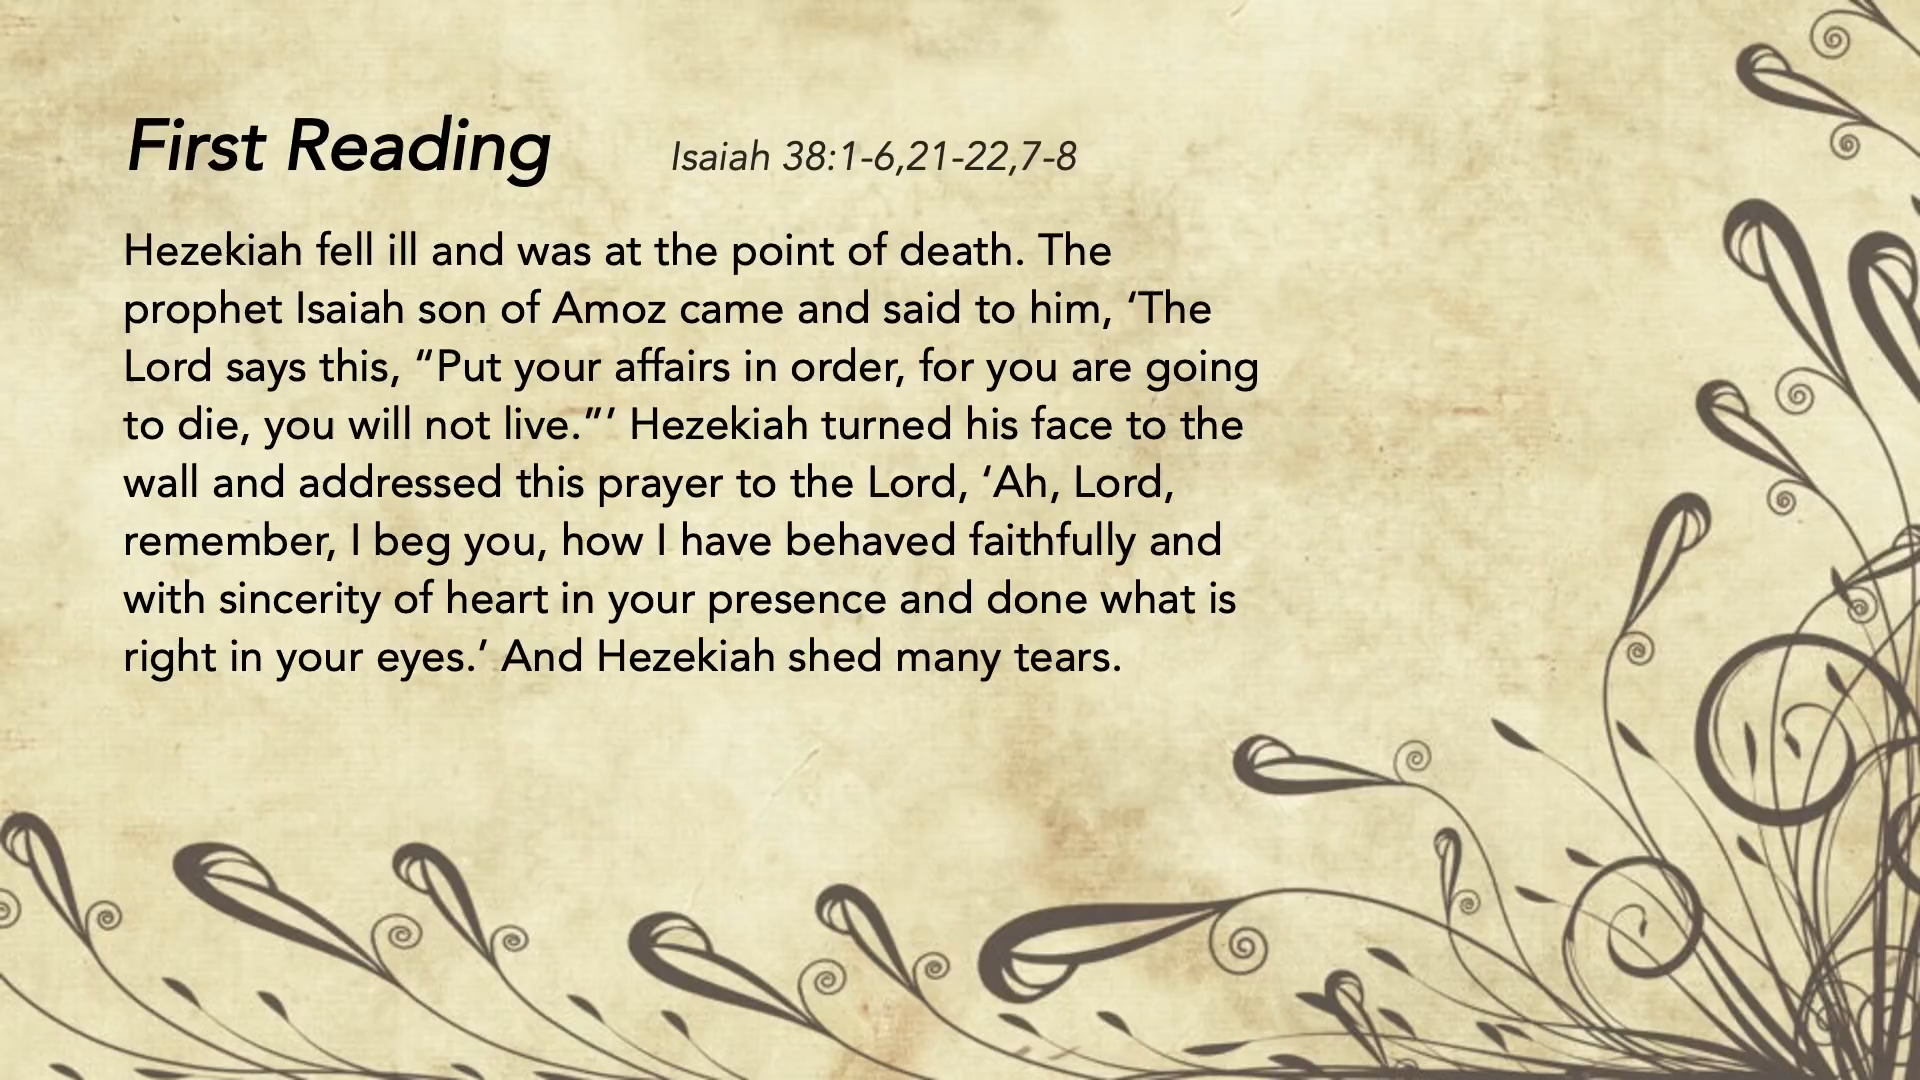 First Reading Isaiah 38:1-6,21-22,7-8
Hezekiah fell ill and was at the point of death. The
prophet Isaiah son of Amoz came and said to him, ‘The
Lord says this, “Put your affairs in order, for you are going
to die, you will not live.”’ Hezekiah turned his face to the
wall and addressed this prayer to the Lord, ‘Ah, Lord,
remember, I beg you, how I have behaved faithfully and
with sincerity of heart in your presence and done what is
right in your eyes.’ And Hezekiah shed many tears.